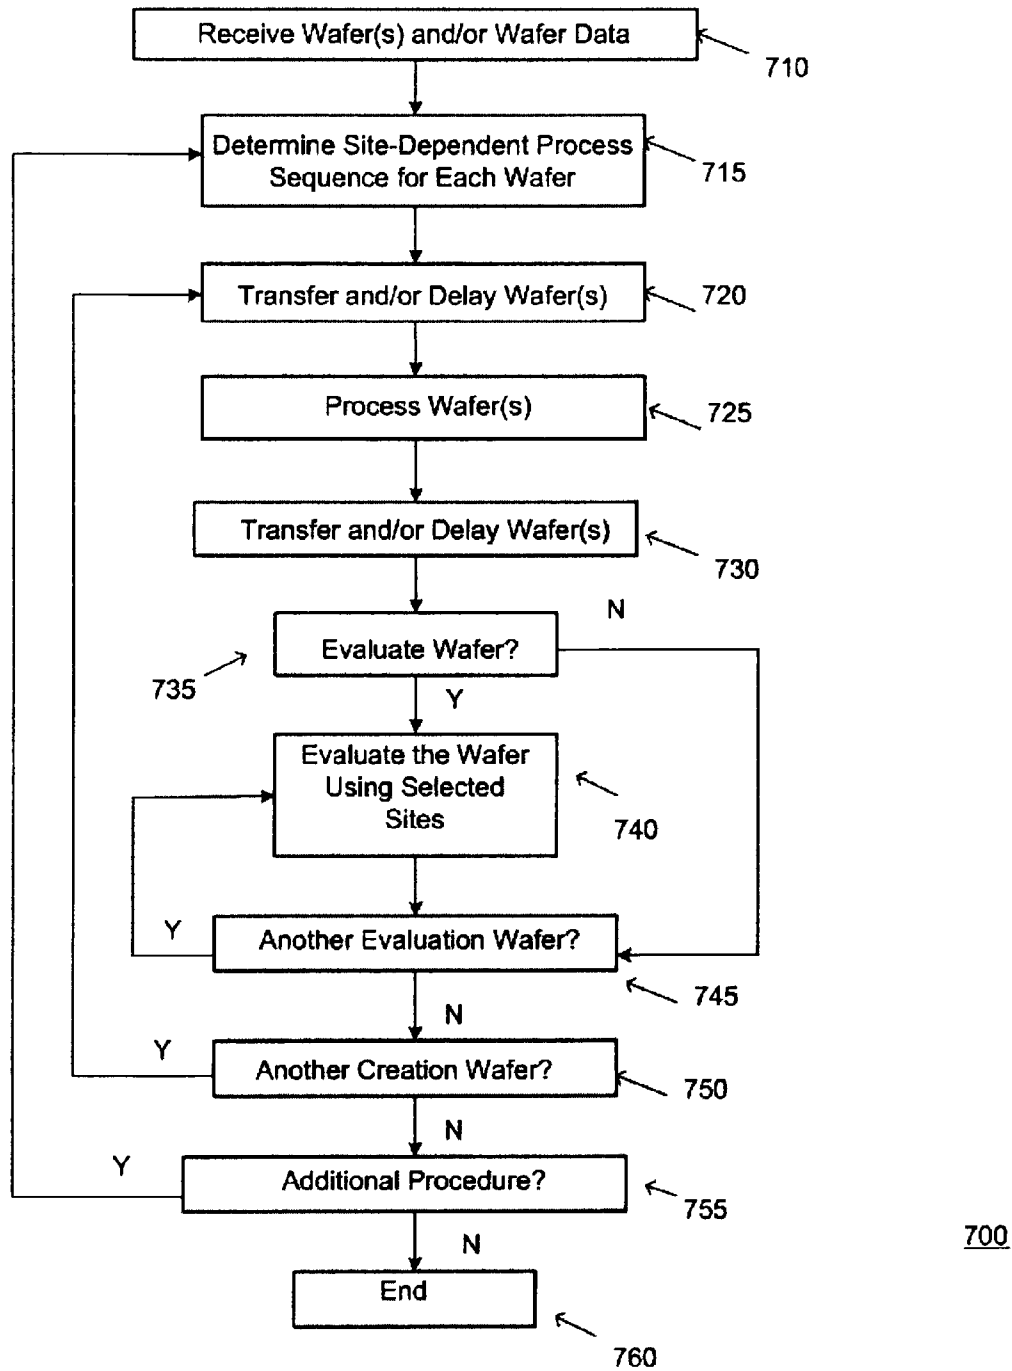 Receive Wafer(s) and/or Wafer Data
710
Determine Site-Dependent Process
Sequence for Each Wafer
715
Transfer and/or Delay Wafer(s)
720
Process Wafer(s)
725
Transfer and/or Delay Wafer(s)
730
N
Evaluate Wafer?
735
Y
Evaluate the Wafer
Using Selected
Sites
740
Y
Another Evaluation Wafer?
745
N
Y
Another Creation Wafer?
750
N
Y
Additional Procedure?
755
N
700
End
760